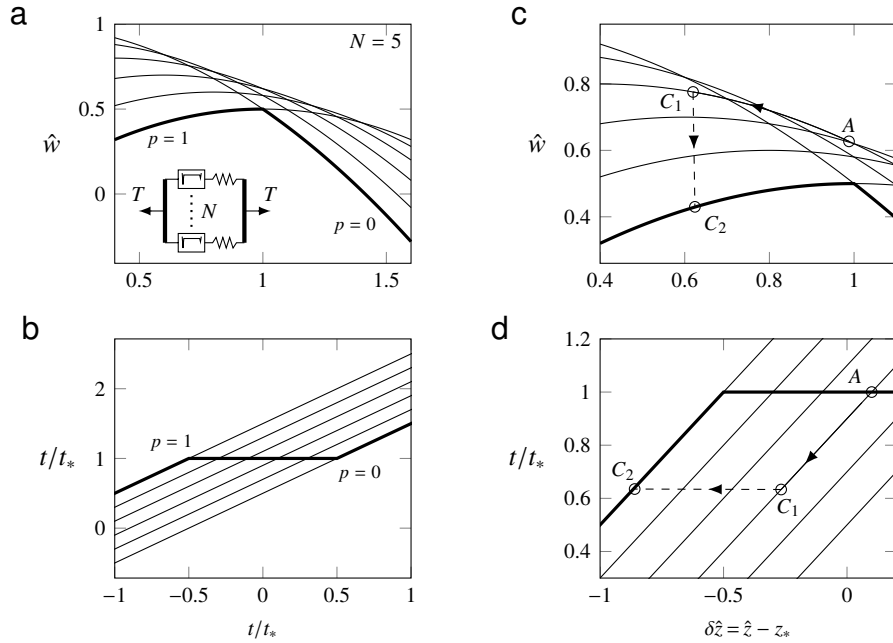 a
1
0.5
0
ŵ
N = 5
p = 1
p = 0
T
N
T
0.5
1
1.5
c
0.8
0.6
0.4
ŵ
C₁
A
C₂
0.4
0.6
0.8
1
b
2
1
0
t/t*
p = 1
p = 0
−1
−0.5
0
0.5
1
t/t*
d
1.2
1
0.8
0.6
0.4
t/t*
A
C₂
C₁
−1
−0.5
0
δẑ = ẑ − z*